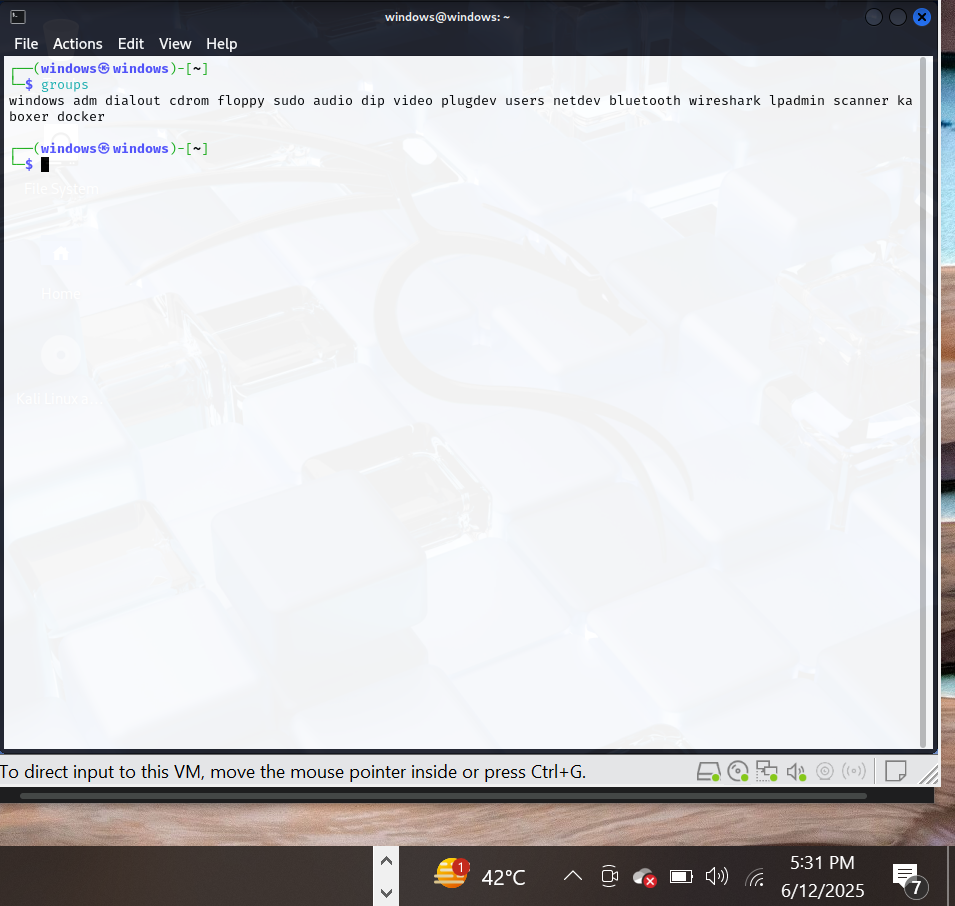 windows@windows: ~
File Actions Edit View Help
┌──(windows㉿windows)-[~]
└─$ groups
windows adm dialout cdrom floppy sudo audio dip video plugdev users netdev bluetooth wireshark lpadmin scanner ka
boxer docker
┌──(windows㉿windows)-[~]
└─$
File System
Home
Kali Linux a...
To direct input to this VM, move the mouse pointer inside or press Ctrl+G.
1
42°C
5:31 PM
6/12/2025
7